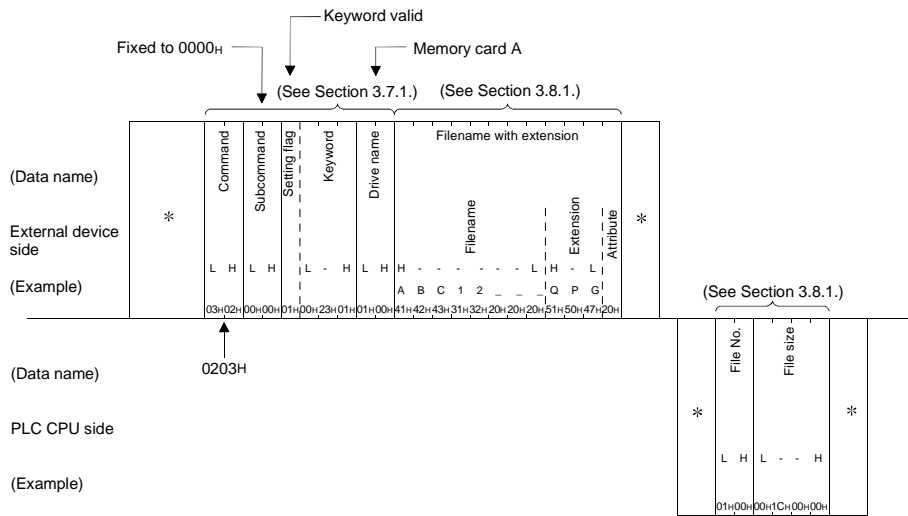 Keyword valid
Fixed to 0000H
Memory card A
(See Section 3.7.1.) (See Section 3.8.1.)
(Data name)
External device side
(Example)
*
Command
Subcommand
Setting flag
Keyword
Drive name
Filename with extension
Filename
Extension
Attribute
*
L H L H L - H L H H - - - - - - L H - L
A B C 1 2 _ _ _ Q P G
03H 02H 00H 00H 01H 00H 23H 01H 01H 00H 41H 42H 43H 31H 32H 20H 20H 20H 51H 50H 47H 20H
0203H
(See Section 3.8.1.)
(Data name)
PLC CPU side
(Example)
*
File No.
File size
*
L H L - - H
01H 00H 00H 1CH 00H 00H